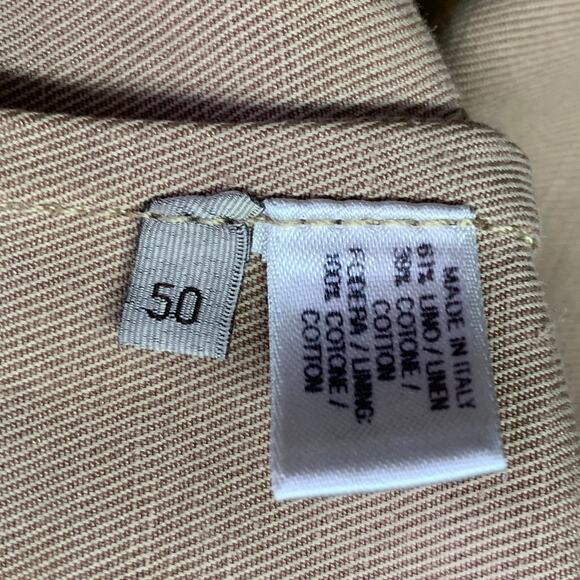 50
MADE IN ITALY
61% LINO / LINEN
39% COTONE /
COTTON
FODERA / LINING:
100% COTONE /
COTTON